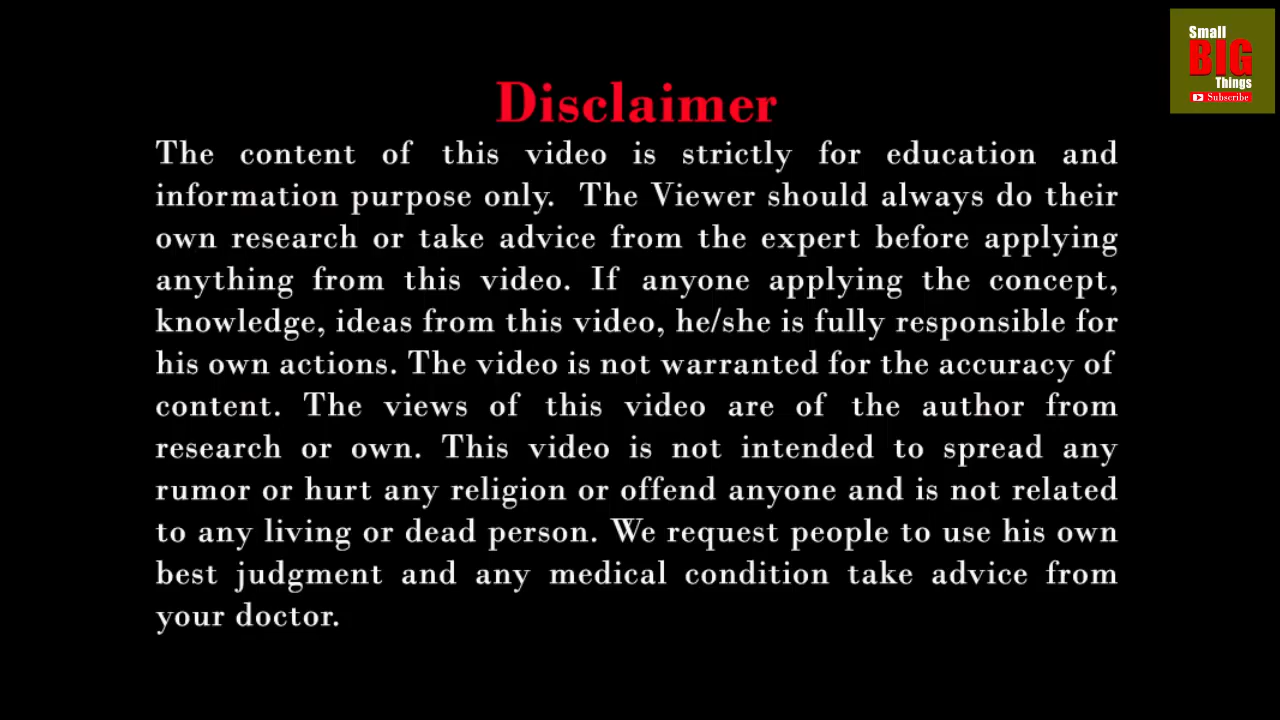 Small
BIG
Things
Subscribe
Disclaimer
The content of this video is strictly for education and
information purpose only. The Viewer should always do their
own research or take advice from the expert before applying
anything from this video. If anyone applying the concept,
knowledge, ideas from this video, he/she is fully responsible for
his own actions. The video is not warranted for the accuracy of
content. The views of this video are of the author from
research or own. This video is not intended to spread any
rumor or hurt any religion or offend anyone and is not related
to any living or dead person. We request people to use his own
best judgment and any medical condition take advice from
your doctor.